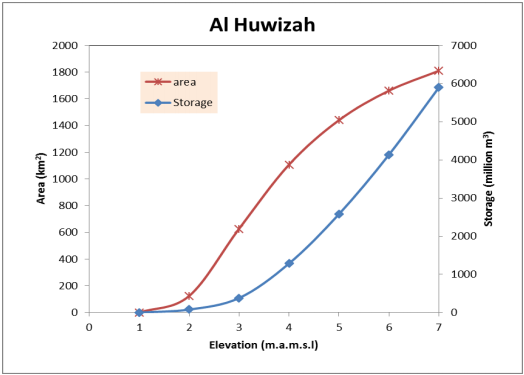 Al Huwizah
2000
1800
1600
1400
1200
1000
800
600
400
200
0
Area (km²)
area
Storage
7000
6000
5000
4000
3000
2000
1000
0
Storage (million m³)
0 1 2 3 4 5 6 7
Elevation (m.a.m.s.l)